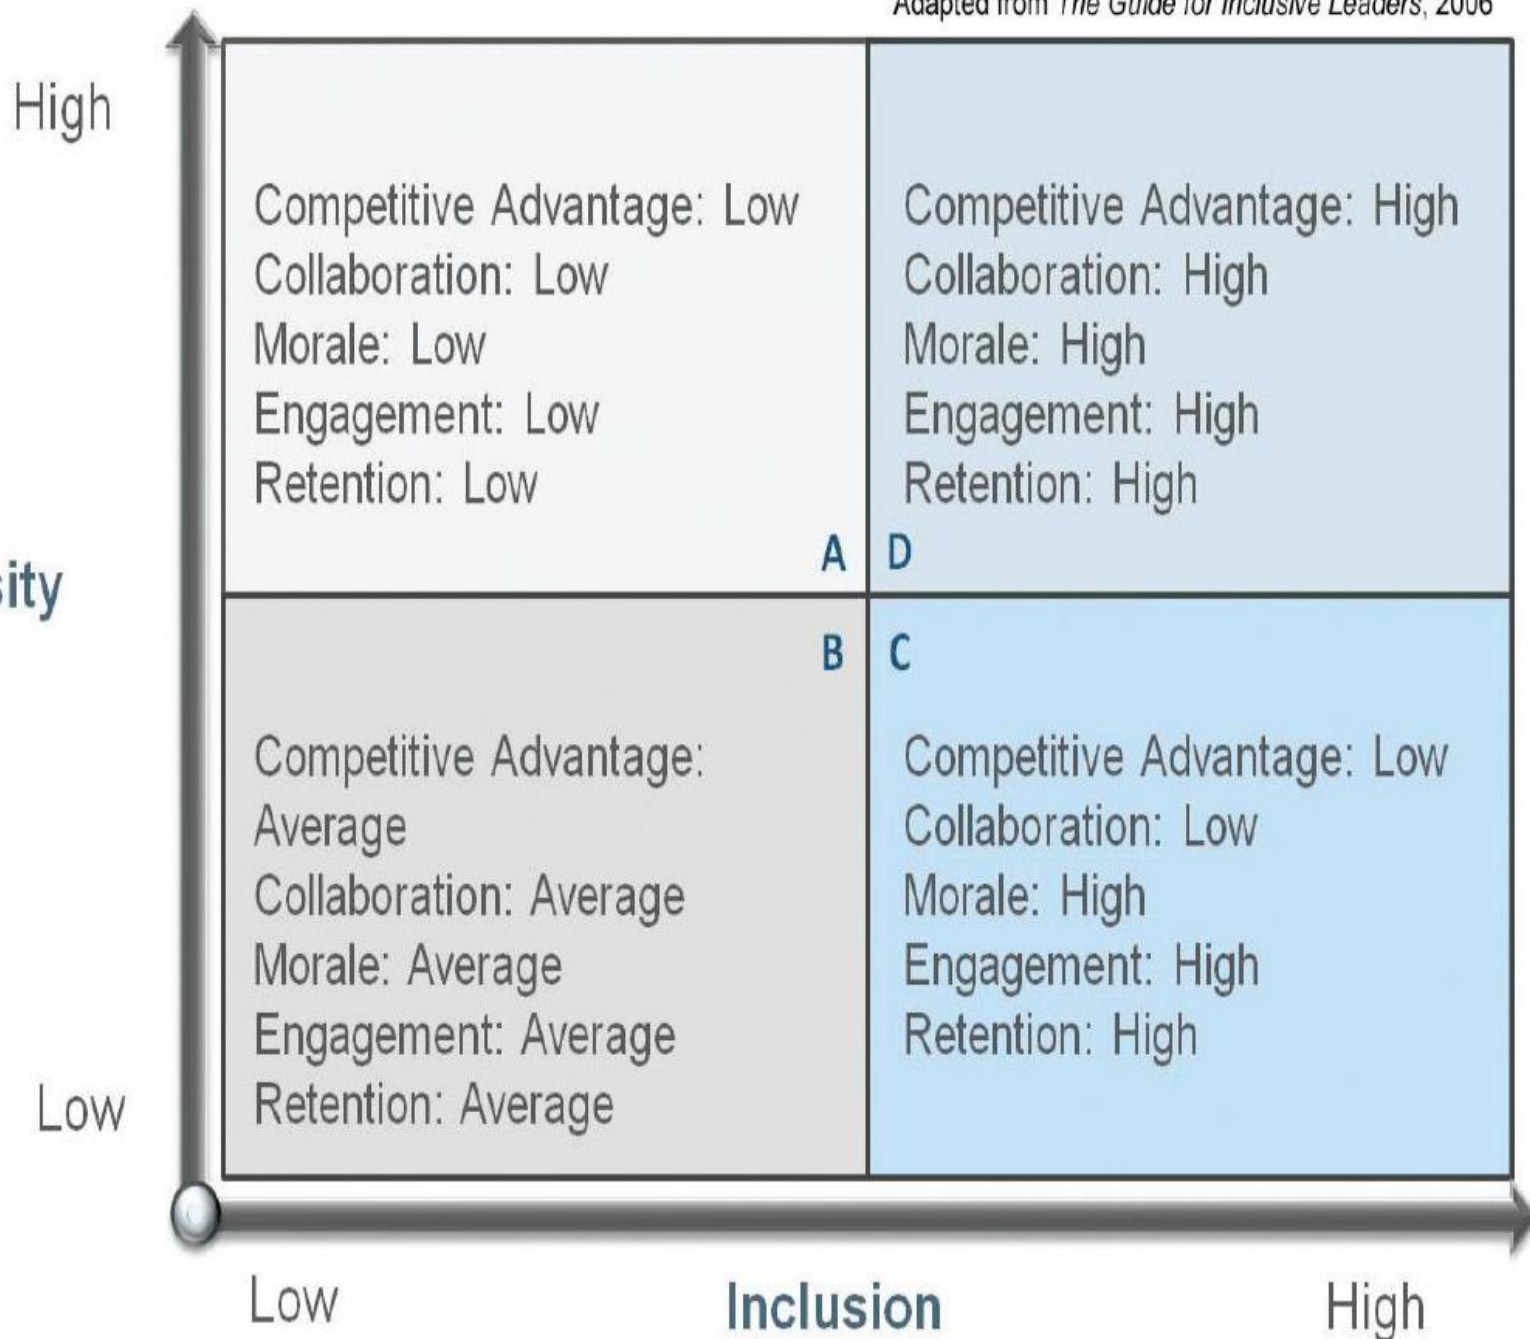 Adapted from The Guide for Inclusive Leaders, 2006
High
Competitive Advantage: Low
Collaboration: Low
Morale: Low
Engagement: Low
Retention: Low
A
Competitive Advantage: High
Collaboration: High
Morale: High
Engagement: High
Retention: High
D
B
Competitive Advantage:
Average
Collaboration: Average
Morale: Average
Engagement: Average
Retention: Average
C
Competitive Advantage: Low
Collaboration: Low
Morale: High
Engagement: High
Retention: High
Low
Low
Inclusion
High